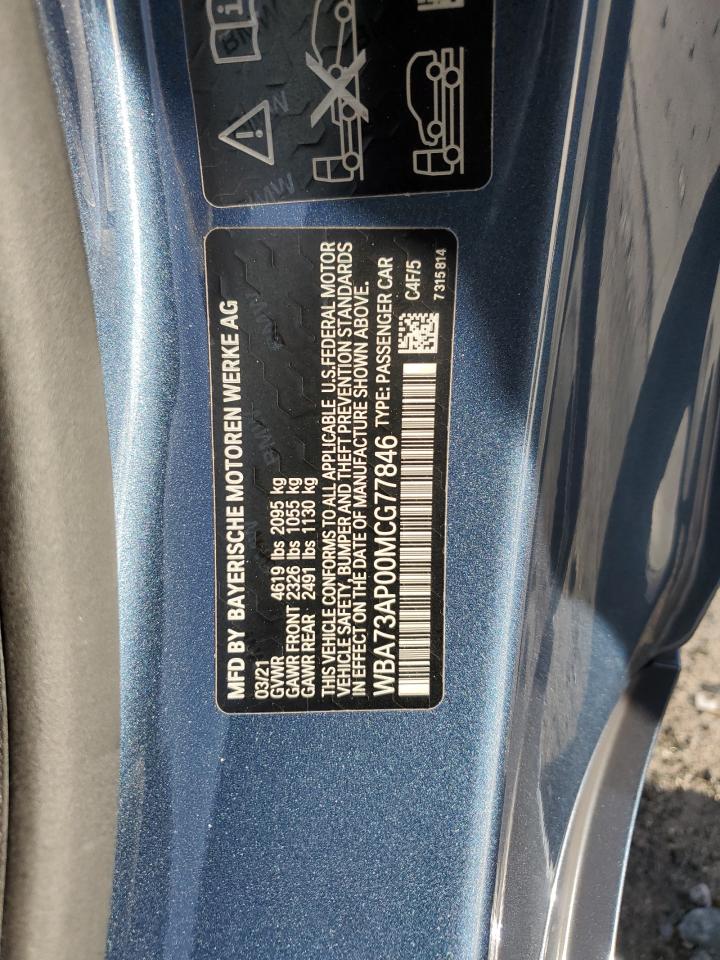 MFD BY BAYERISCHE MOTOREN WERKE AG
03/21
GVWR 4619 lbs 2095 kg
GAWR FRONT 2326 lbs 1055 kg
GAWR REAR 2491 lbs 1130 kg
THIS VEHICLE CONFORMS TO ALL APPLICABLE U.S.FEDERAL MOTOR
VEHICLE SAFETY, BUMPER AND THEFT PREVENTION STANDARDS
IN EFFECT ON THE DATE OF MANUFACTURE SHOWN ABOVE.
WBA73AP00MCG77846 TYPE: PASSENGER CAR
C4F/5
7 315 814